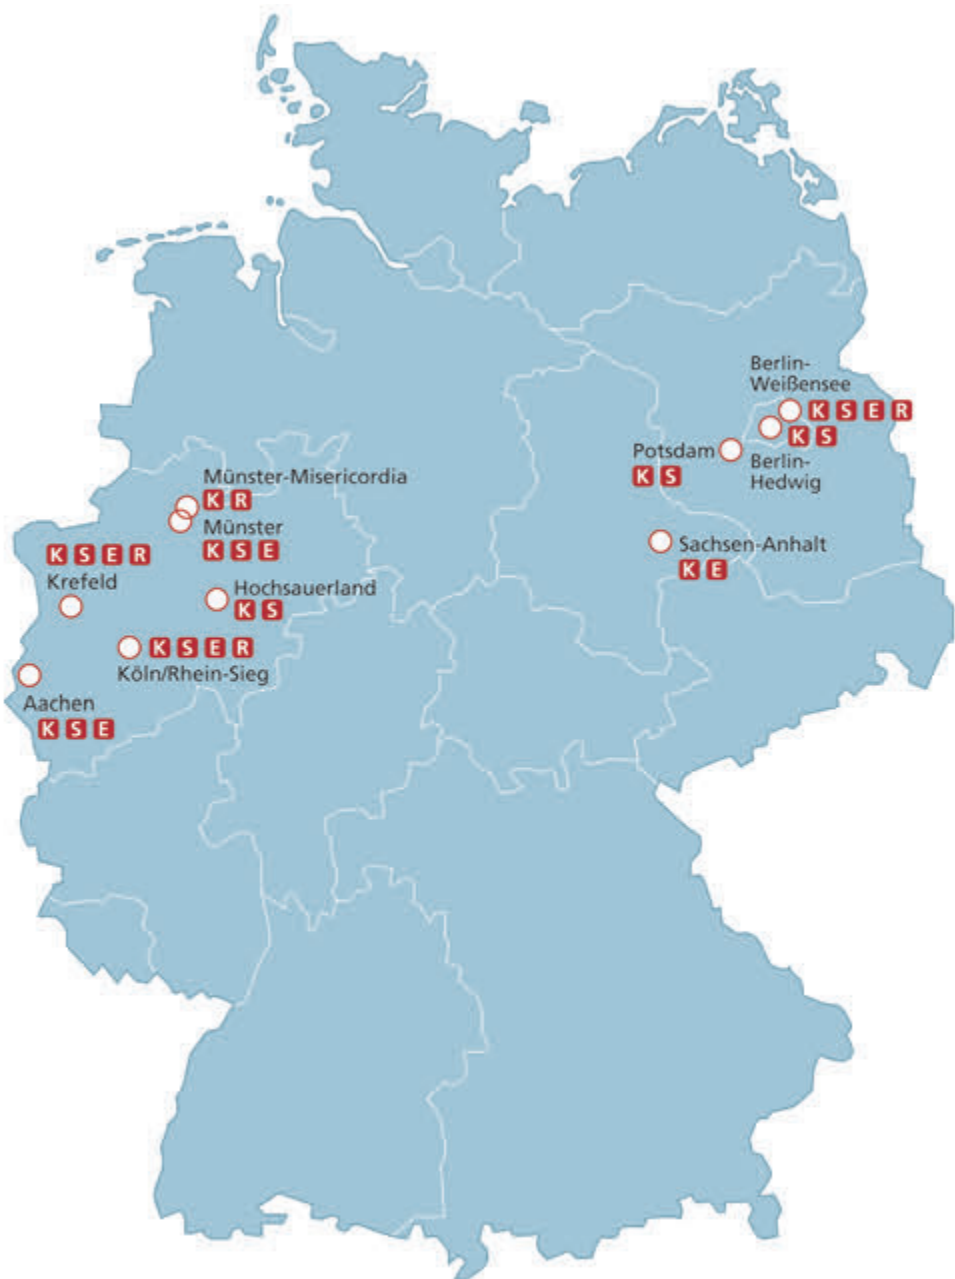 Berlin-
Weißensee
K S E R
K S
Potsdam
K S
Berlin-
Hedwig
Münster-Misericordia
K R
Münster
K S E
Sachsen-Anhalt
K E
K S E R
Krefeld
Hochsauerland
K S
K S E R
Köln/Rhein-Sieg
Aachen
K S E